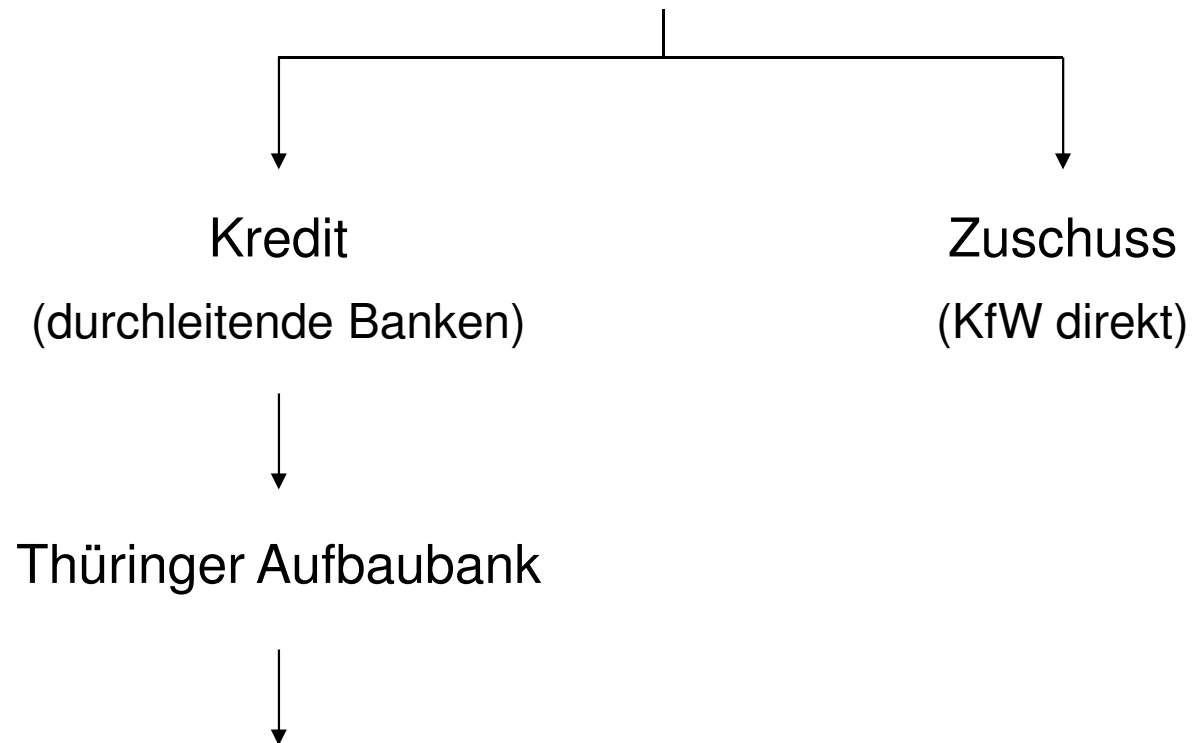 Kredit
(durchleitende Banken)
Zuschuss
(KfW direkt)
Thüringer Aufbaubank